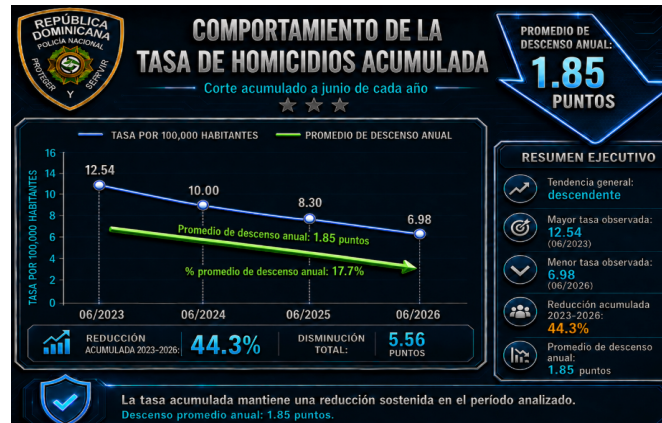 REPÚBLICA
DOMINICANA
POLICÍA NACIONAL
PROTEGER Y SERVIR
COMPORTAMIENTO DE LA
TASA DE HOMICIDIOS ACUMULADA
Corte acumulado a junio de cada año
PROMEDIO DE
DESCENSO ANUAL:
1.85
PUNTOS
TASA POR 100,000 HABITANTES
PROMEDIO DE DESCENSO ANUAL
TASA POR 100,000 HABITANTES
16
14
10
8
6
4
2
0
12.54
10.00
8.30
6.98
Promedio de descenso anual: 1.85 puntos
% promedio de descenso anual: 17.7%
06/2023
06/2024
06/2025
06/2026
REDUCCIÓN
ACUMULADA 2023-2026:
44.3%
DISMINUCIÓN
TOTAL:
5.56
PUNTOS
RESUMEN EJECUTIVO
Tendencia general:
descendente
Mayor tasa observada:
12.54
(06/2023)
Menor tasa observada:
6.98
(06/2026)
Reducción acumulada
2023-2026:
44.3%
Promedio de descenso
anual:
1.85 puntos
La tasa acumulada mantiene una reducción sostenida en el período analizado.
Descenso promedio anual: 1.85 puntos.